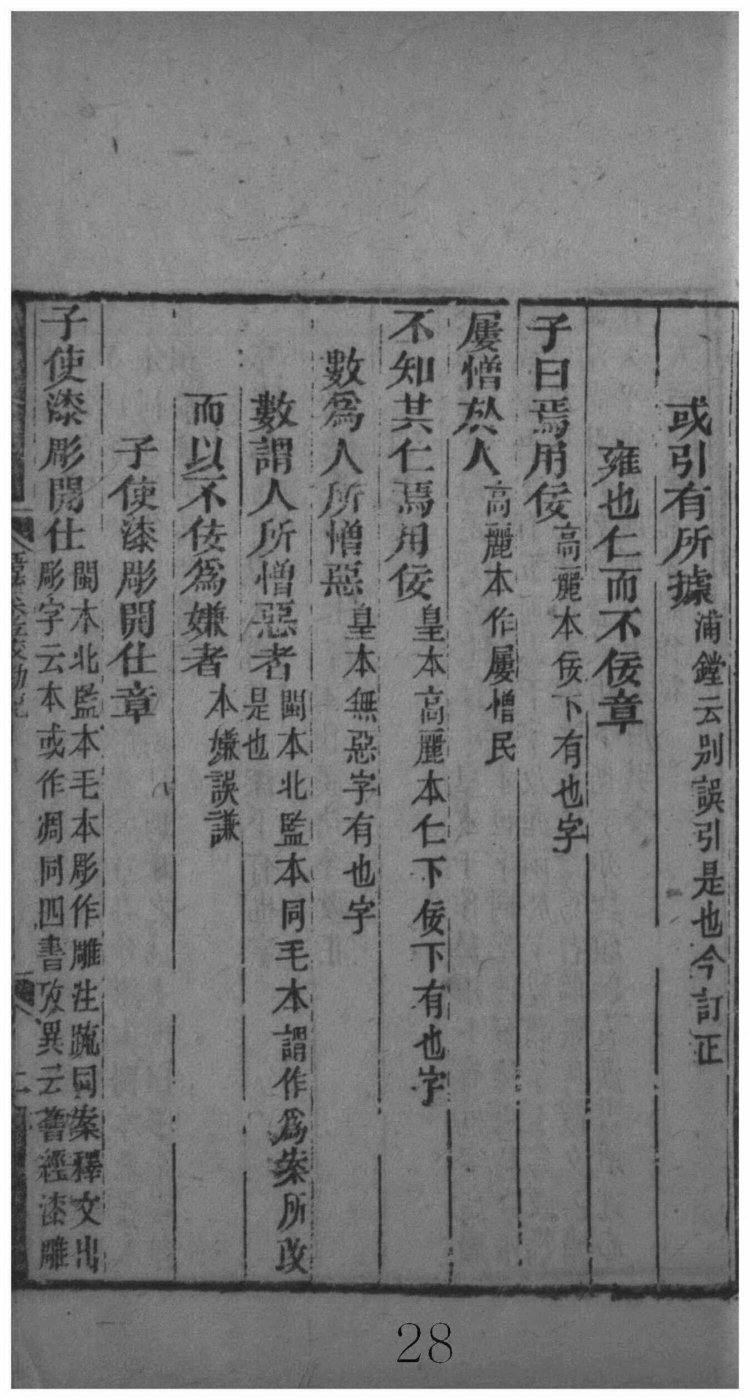 或引有所據浦鏜云别誤引是也今訂正
雍也仁而不佞章
子曰焉用佞高麗本佞下有也字
屢憎於人高麗本作屢憎民
不知其仁焉用佞皇本高麗本仁下佞下有也字
數爲人所憎惡皇本無惡字有也字
數謂人所憎惡者閩本北監本同毛本謂作爲案所改是也
而以不佞爲嫌者本嫌誤謙
子使漆彫開仕章
子使漆彫開仕閩本北監本毛本彫作雕注疏同案釋文出彫字云本或作凋同四書攷異云舊經漆雕
28